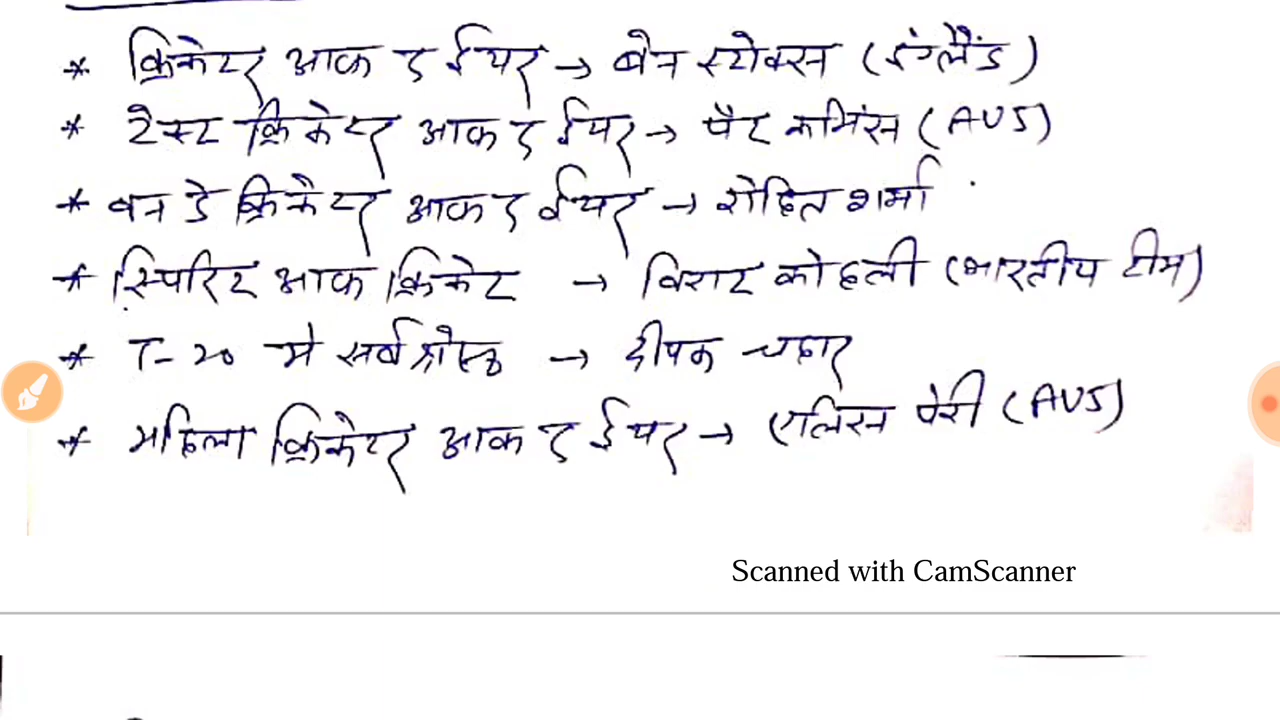 * क्रिकेटर आफ द ईयर → बेन स्टोक्स (इंग्लैंड)
* टेस्ट क्रिकेटर आफ द ईयर → पैट कमिंस (AUS)
* वन डे क्रिकेटर आफ द ईयर → रोहित शर्मा
* स्पिरिट आफ क्रिकेट → विराट कोहली (भारतीय टीम)
* T-20 मे सर्वश्रेष्ठ → दीपक चहार
* महिला क्रिकेटर आफ द ईयर → एलिस पेरी (AUS)
Scanned with CamScanner